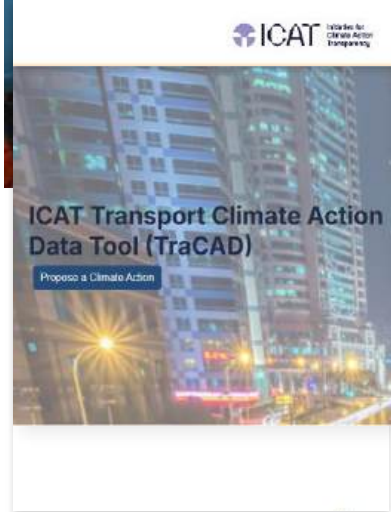 ICAT
Initiative for
Climate Action
Transparency
ICAT Transport Climate Action
Data Tool (TraCAD)
Propose a Climate Action